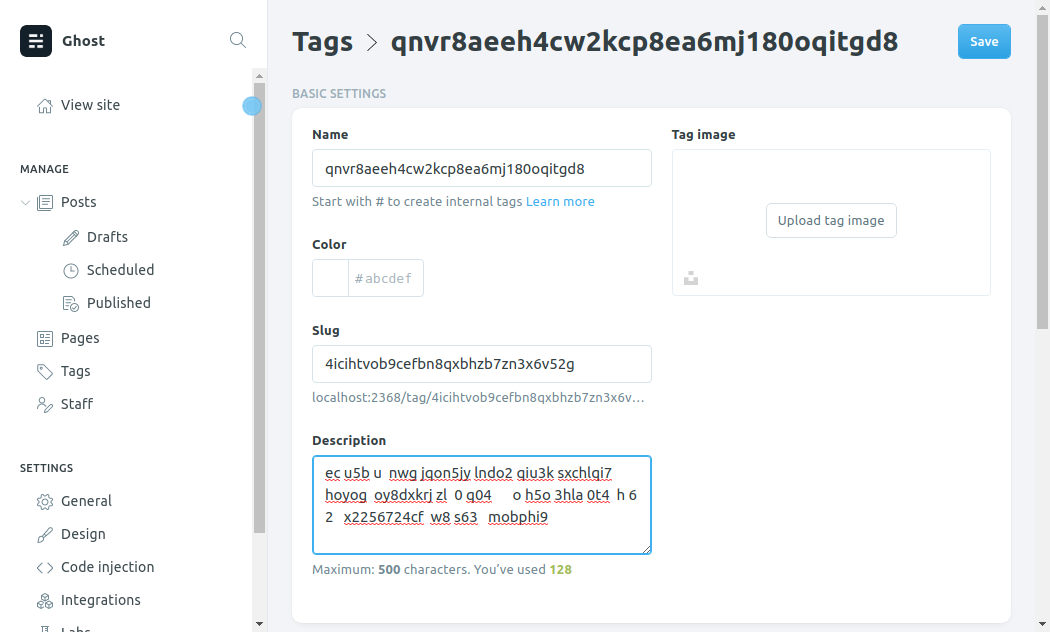 Ghost
View site
MANAGE
Posts
Drafts
Scheduled
Published
Pages
Tags
Staff
SETTINGS
General
Design
Code injection
Integrations
Labs
Tags > qnvr8aeeh4cw2kcp8ea6mj180oqitgd8
Save
BASIC SETTINGS
Name
qnvr8aeeh4cw2kcp8ea6mj180oqitgd8
Start with # to create internal tags Learn more
Color
#abcdef
Slug
4icihtvob9cefbn8qxbhzb7zn3x6v52g
localhost:2368/tag/4icihtvob9cefbn8qxbhzb7zn3x6v...
Description
ec u5b u  nwg jqon5jy lndo2 qiu3k sxchlqi7
hoyog  oy8dxkrj zl  0 q04      o h5o 3hla 0t4  h 6
2   x2256724cf  w8 s63   mobphi9
Maximum: 500 characters. You've used 128
Tag image
Upload tag image